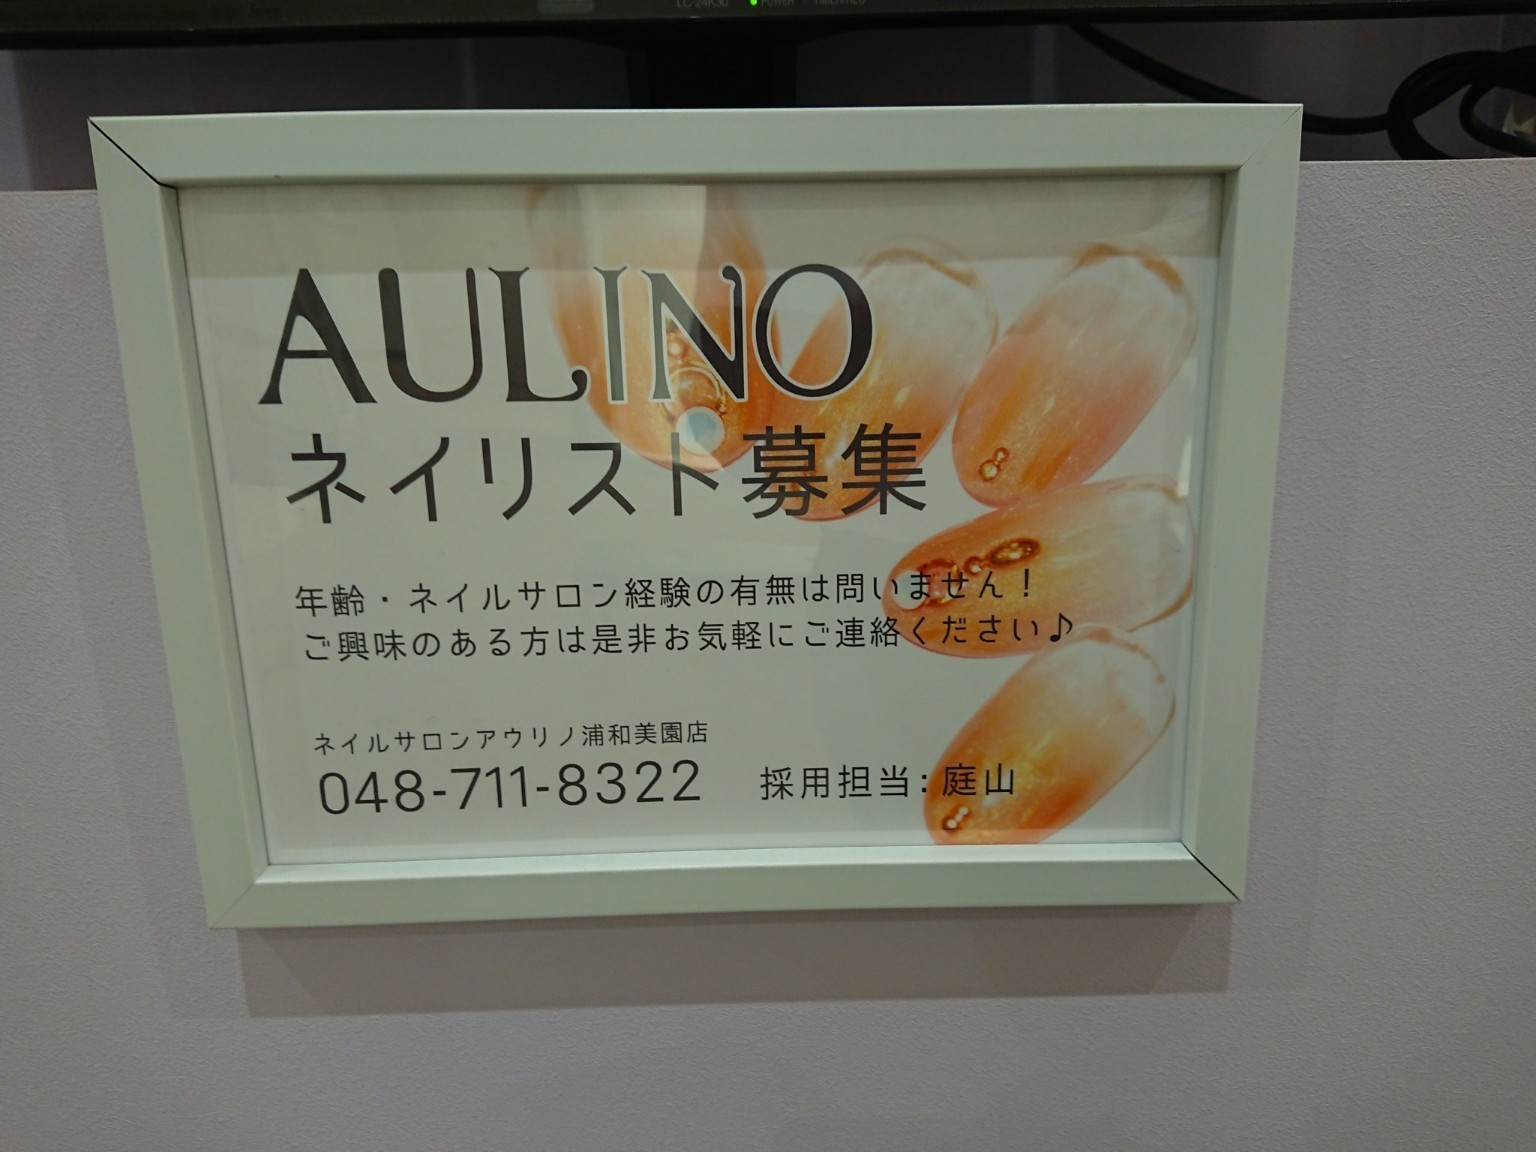 POWER
AULINO
ネイリスト募集
年齢・ネイルサロン経験の有無は問いません！
ご興味のある方は是非お気軽にご連絡ください♪
ネイルサロンアウリノ浦和美園店
048-711-8322
採用担当：庭山